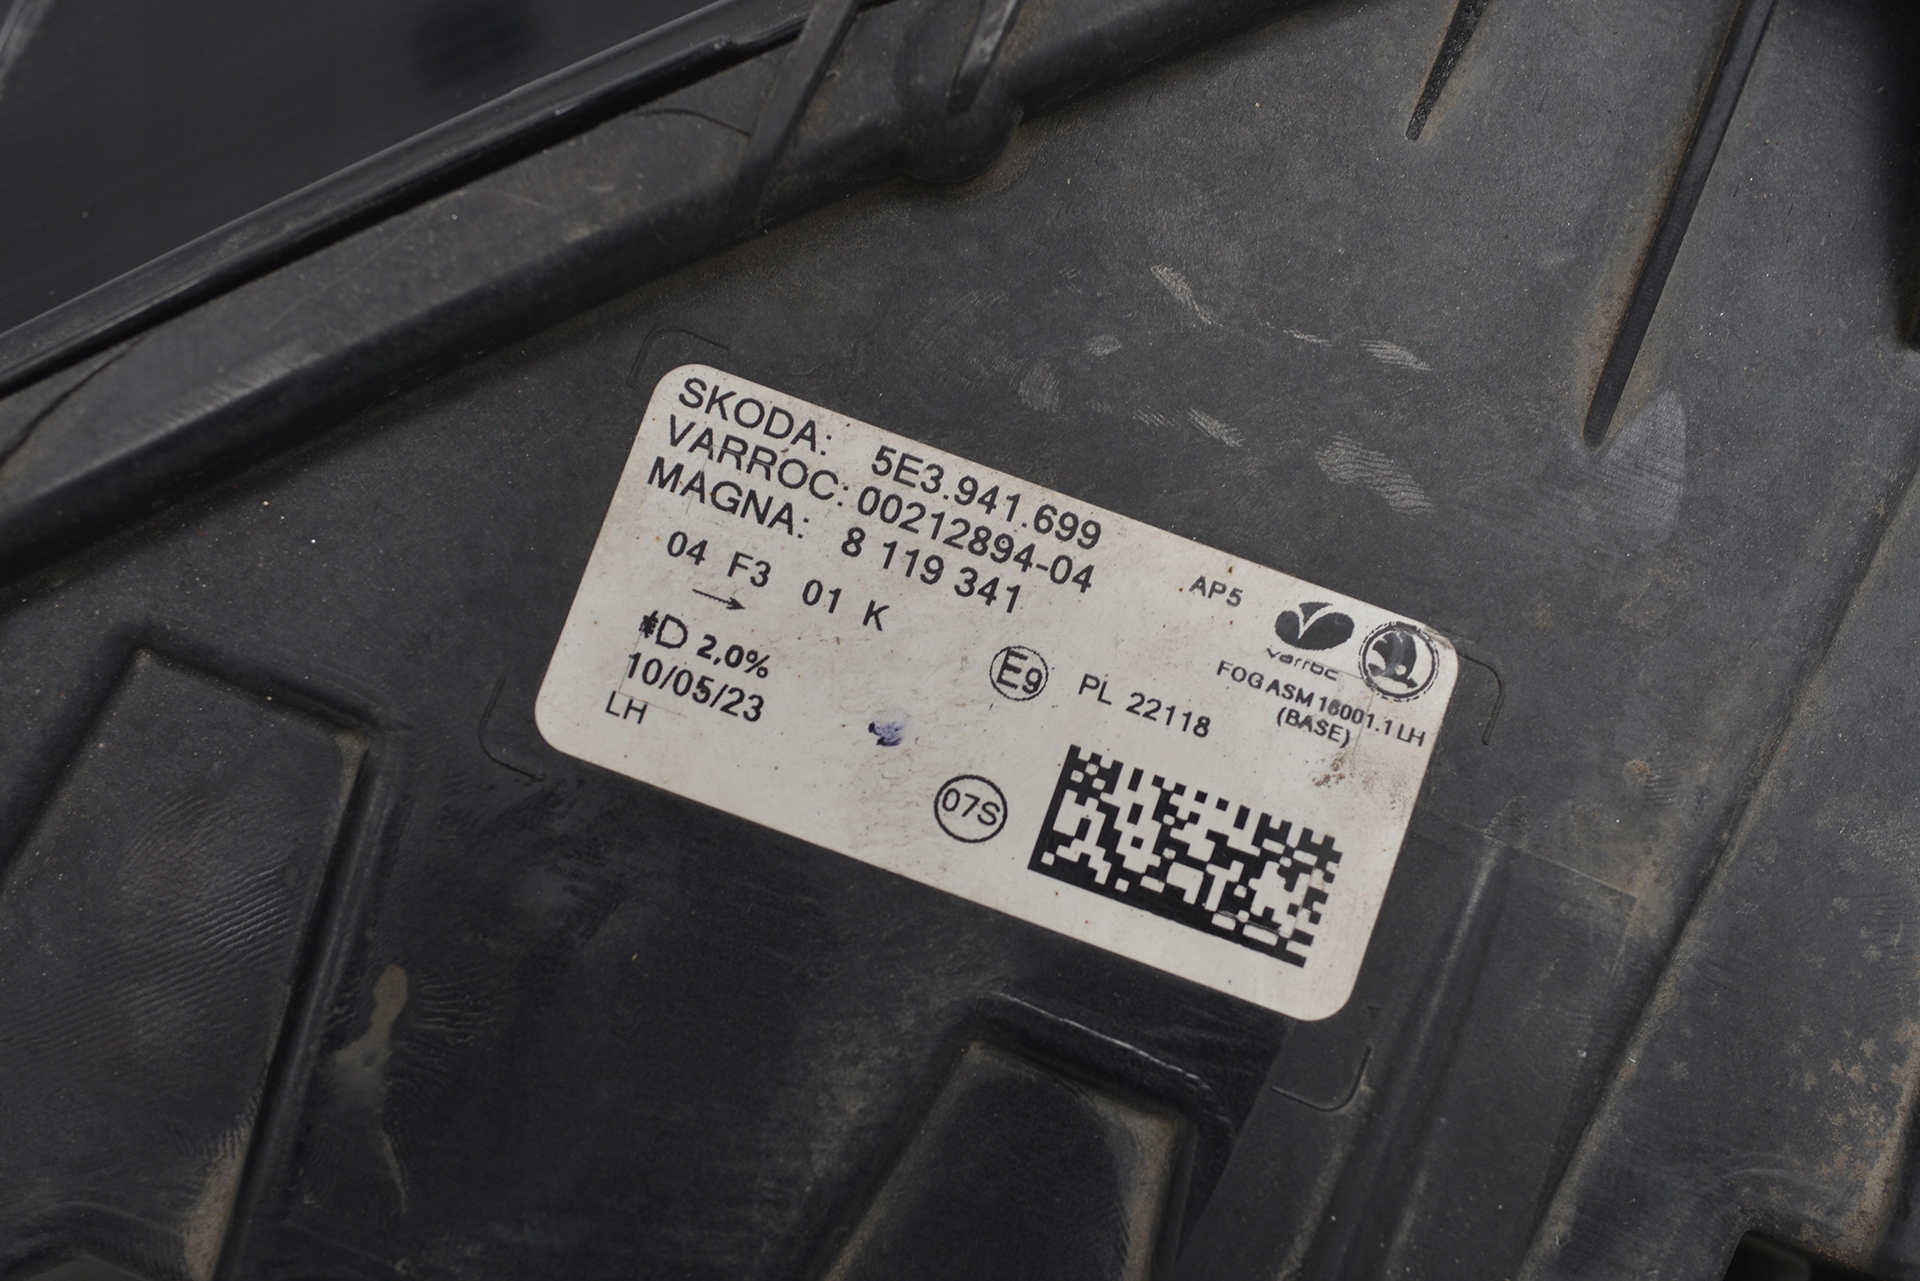 SKODA: 5E3.941.699
VARROC: 00212894-04
MAGNA: 8 119 341
04 F3 01 K
→
D 2,0%
10/05/23
LH
AP5
varroc
FOG ASM 16001.1 LH
(BASE)
E9 PL 22118
07S